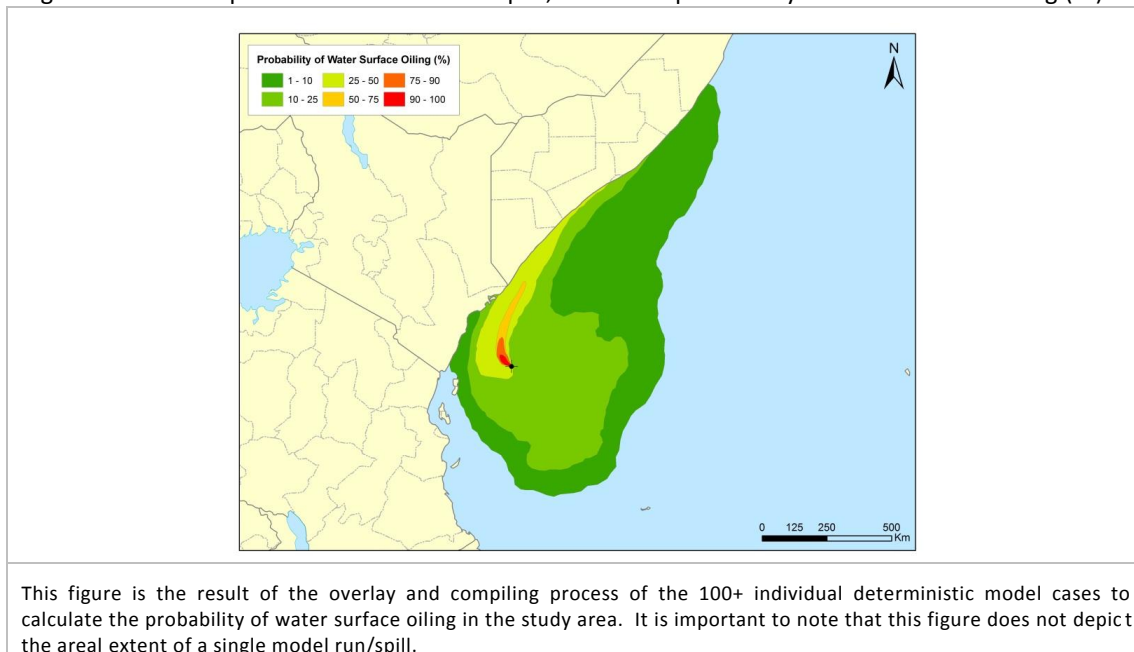 Probability of Water Surface Oiling (%)
1 - 10 25 - 50 75 - 90
10 - 25 50 - 75 90 - 100
N
0 125 250 500
Km
This figure is the result of the overlay and compiling process of the 100+ individual deterministic model cases to
calculate the probability of water surface oiling in the study area. It is important to note that this figure does not depict
the areal extent of a single model run/spill.